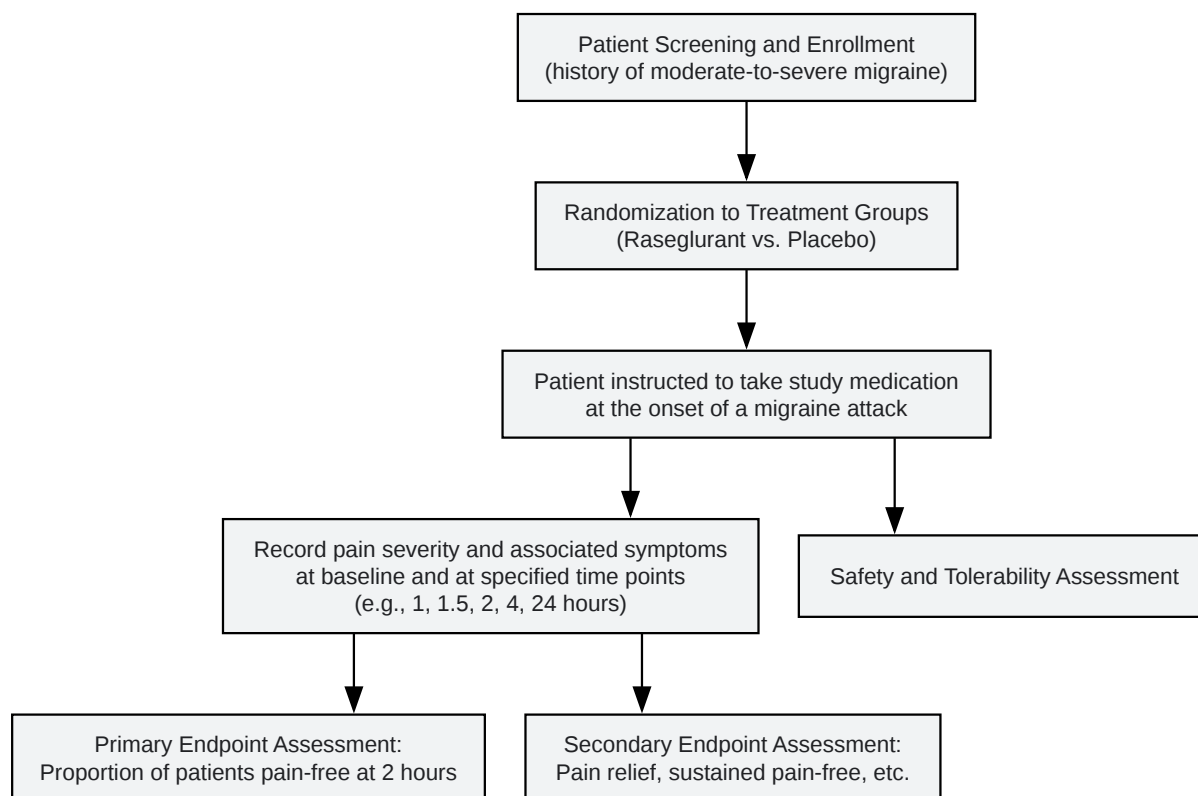 Patient Screening and Enrollment
(history of moderate-to-severe migraine)
Randomization to Treatment Groups
(Raseglurant vs. Placebo)
Patient instructed to take study medication
at the onset of a migraine attack
Record pain severity and associated symptoms
at baseline and at specified time points
(e.g., 1, 1.5, 2, 4, 24 hours)
Safety and Tolerability Assessment
Primary Endpoint Assessment:
Proportion of patients pain-free at 2 hours
Secondary Endpoint Assessment:
Pain relief, sustained pain-free, etc.